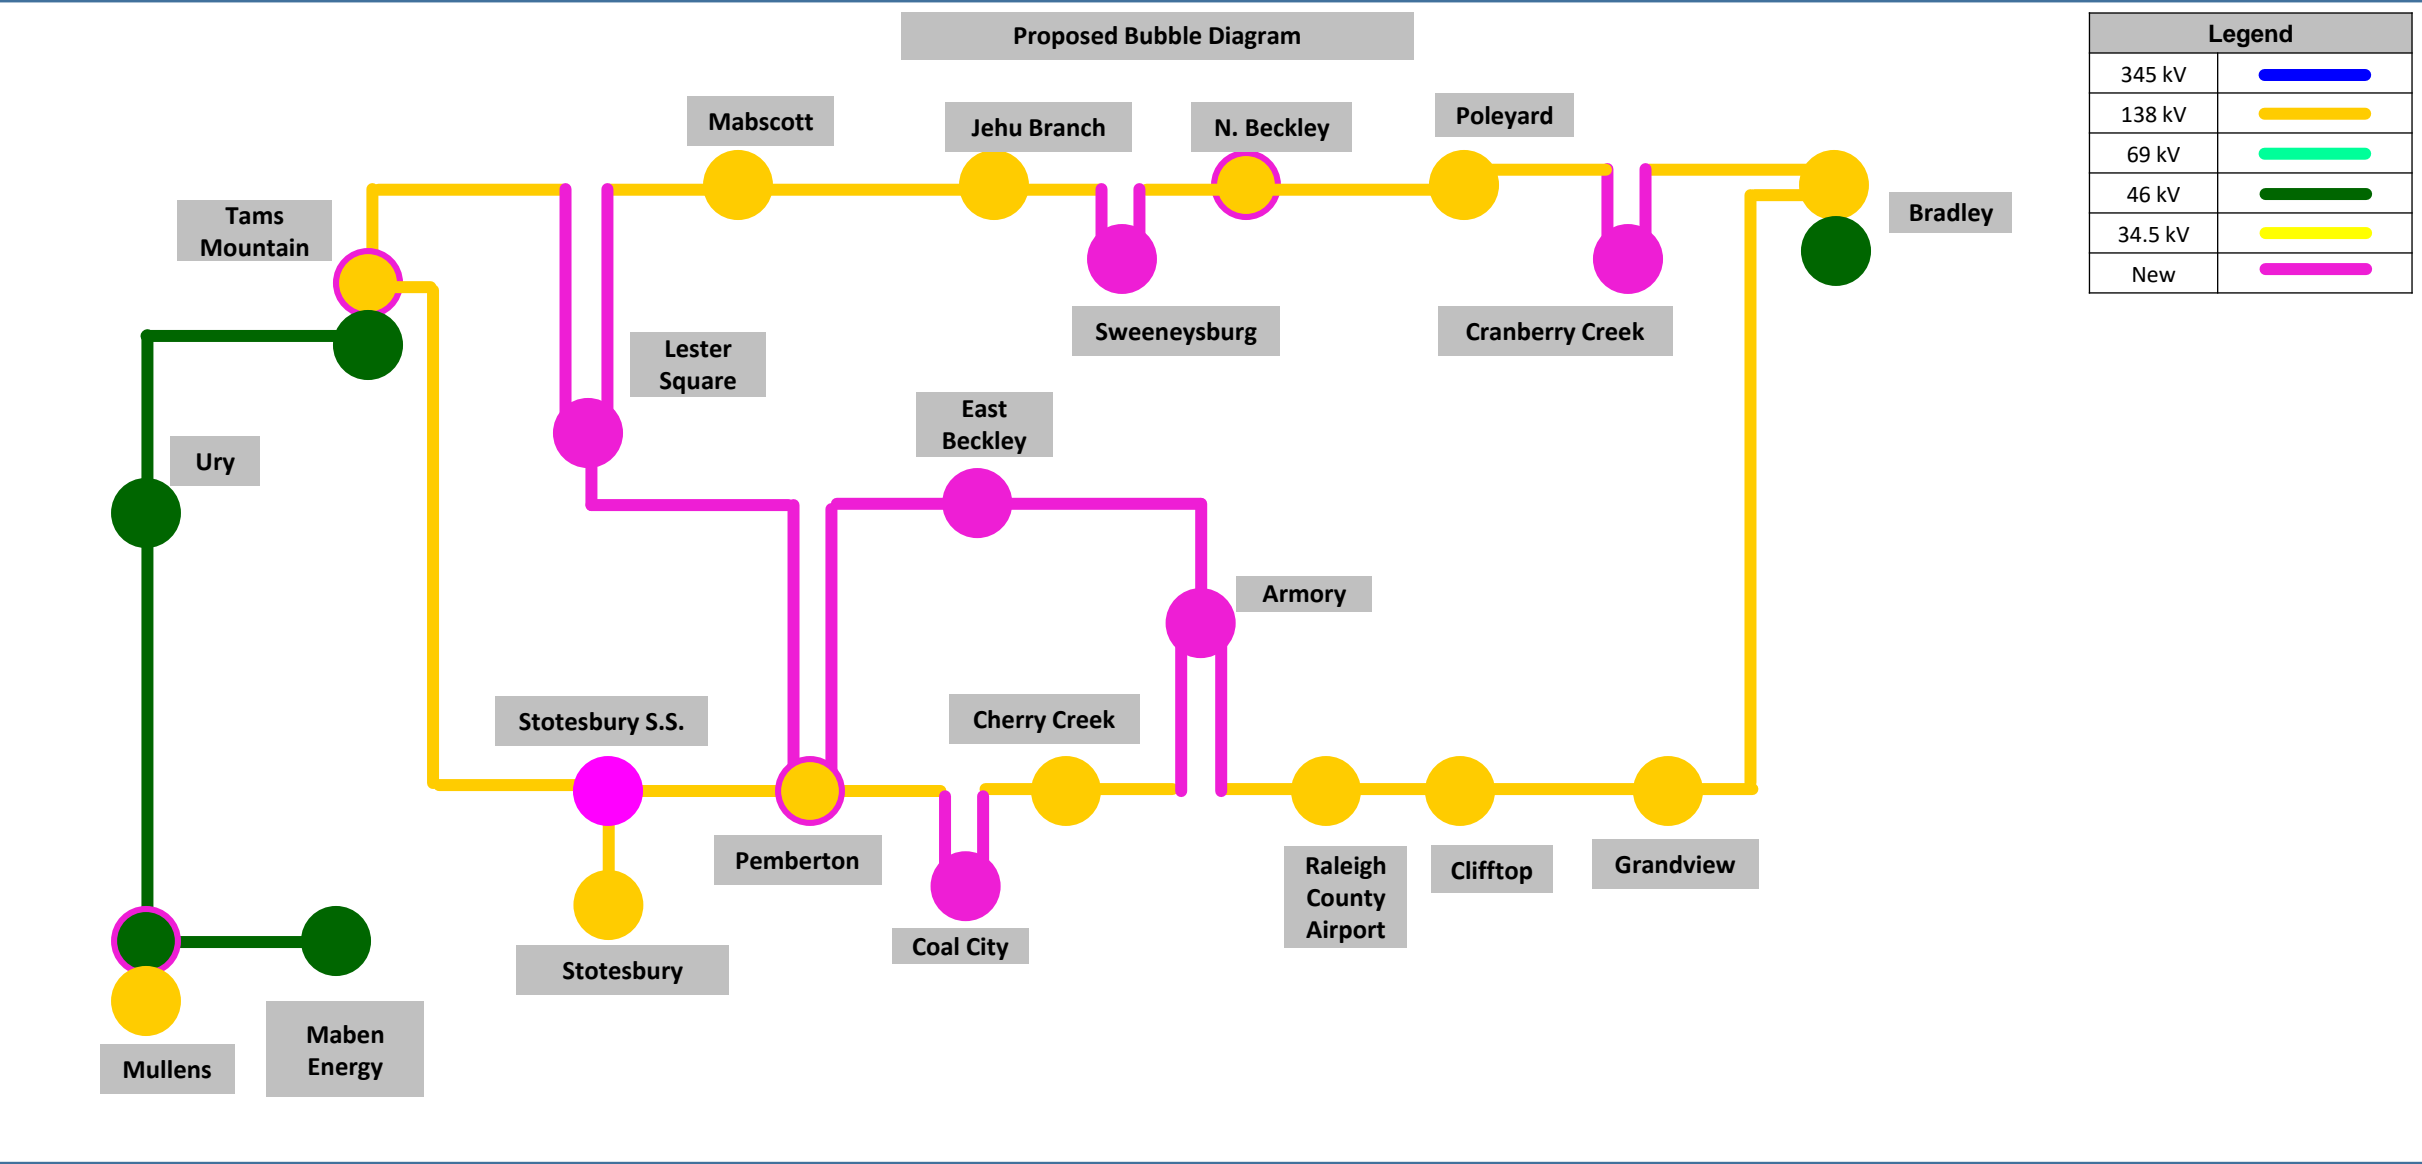 Proposed Bubble Diagram
Legend
345 kV
138 kV
69 kV
46 kV
34.5 kV
New
Mabscott
Jehu Branch
N. Beckley
Poleyard
Bradley
Tams
Mountain
Sweeneysburg
Cranberry Creek
Lester
Square
East
Beckley
Ury
Armory
Stotesbury S.S.
Cherry Creek
Pemberton
Raleigh
County
Airport
Clifftop
Grandview
Coal City
Stotesbury
Maben
Energy
Mullens